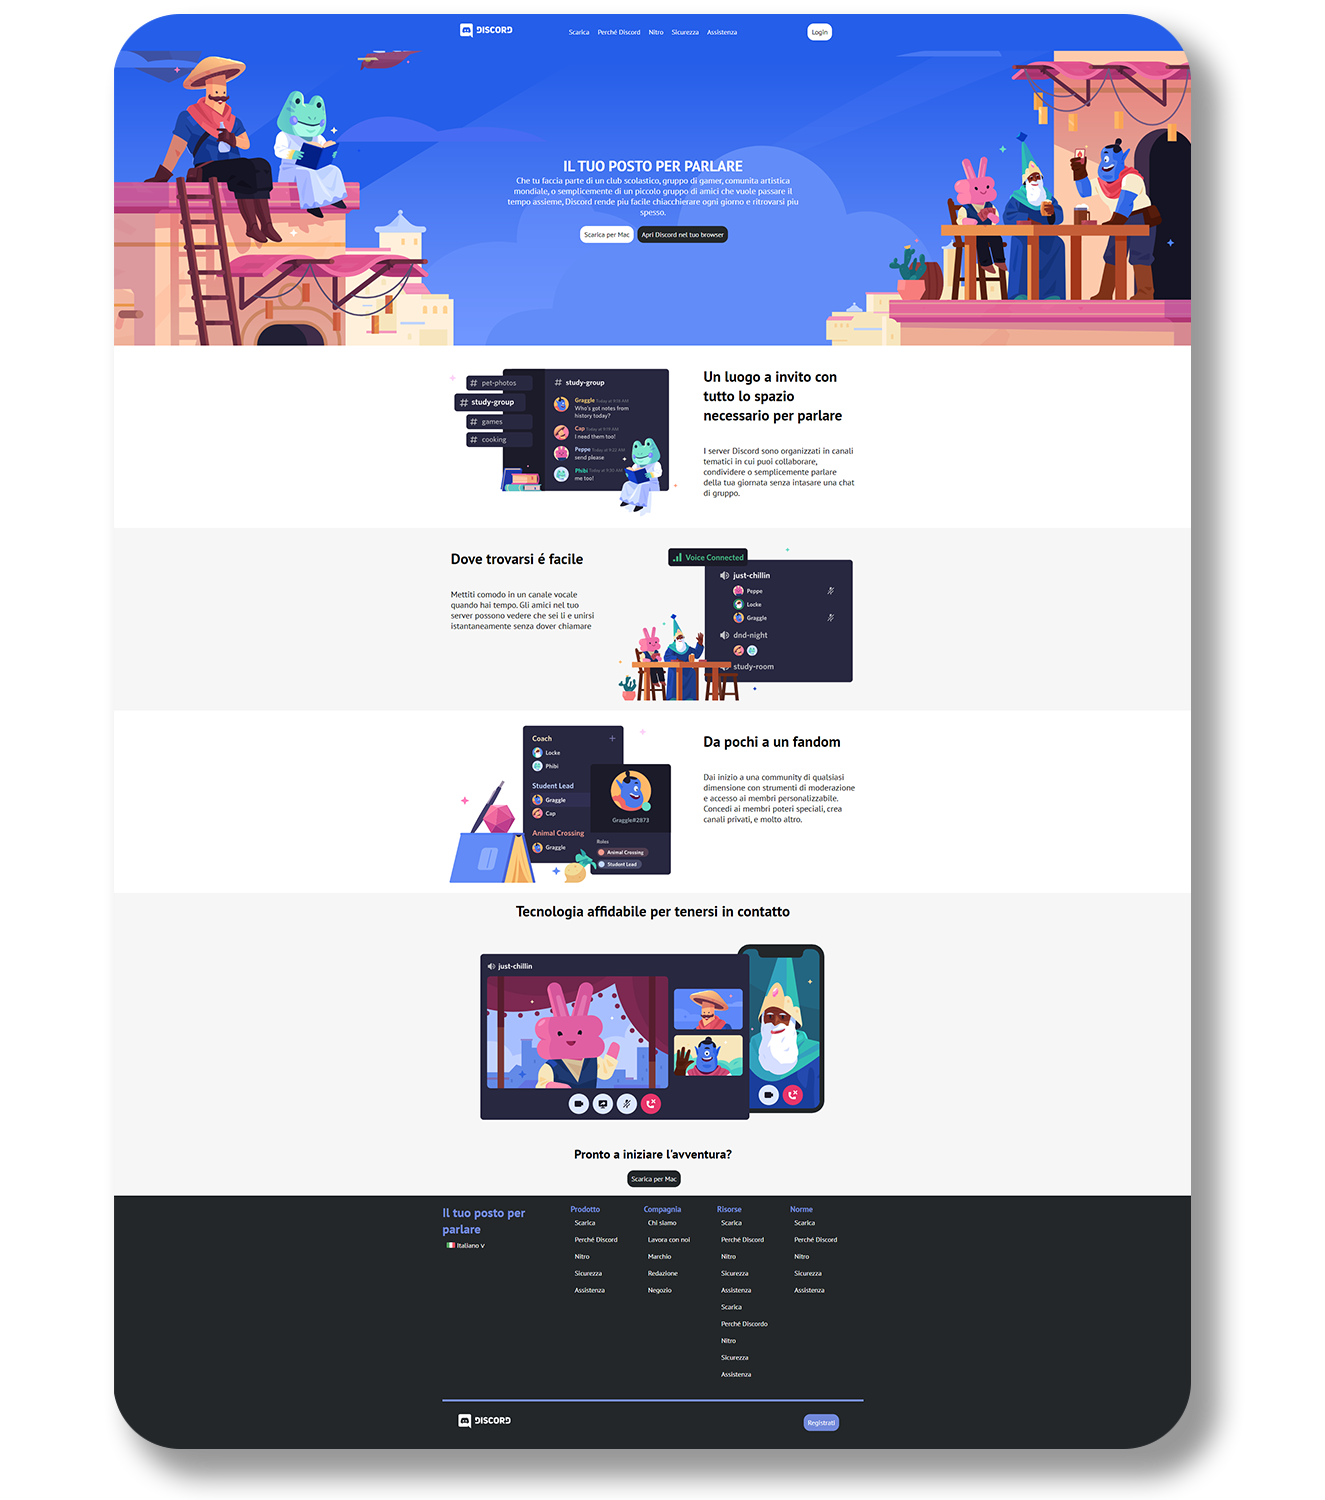 DISCORD
Scarica Perché Discord Nitro Sicurezza Assistenza
Login
IL TUO POSTO PER PARLARE
Che tu faccia parte di un club scolastico, gruppo di gamer, comunita artistica
mondiale, o semplicemente di un piccolo gruppo di amici che vuole passare il
tempo assieme, Discord rende piu facile chiacchierare ogni giorno e ritrovarsi piu
spesso.
Scarica per Mac
Apri Discord nel tuo browser
# pet-photos
# study-group
# games
# cooking
# study-group
Graggle Today at 9:04 AM
Who's got notes from
history today?
Cap Today at 9:15 AM
I need them too!
Peppe Today at 9:22 AM
send please
Phibi Today at 9:30 AM
me too!
Un luogo a invito con
tutto lo spazio
necessario per parlare
I server Discord sono organizzati in canali
tematici in cui puoi collaborare,
condividere o semplicemente parlare
della tua giornata senza intasare una chat
di gruppo.
Dove trovarsi é facile
Mettiti comodo in un canale vocale
quando hai tempo. Gli amici nel tuo
server possono vedere che sei li e unirsi
istantaneamente senza dover chiamare
Voice Connected
just-chillin
Peppe
Locke
Graggle
dnd-night
study-room
Coach +
Locke
Phibi
Student Lead
Graggle
Cap
Animal Crossing
Graggle
Graggle#2873
Roles
Animal Crossing
Student Lead
Da pochi a un fandom
Dai inizio a una community di qualsiasi
dimensione con strumenti di moderazione
e accesso ai membri personalizzabile.
Concedi ai membri poteri speciali, crea
canali privati, e molto altro.
Tecnologia affidabile per tenersi in contatto
just-chillin
Pronto a iniziare l'avventura?
Scarica per Mac
Il tuo posto per
parlare
Italiano v
Prodotto
Scarica
Perché Discord
Nitro
Sicurezza
Assistenza
Compagnia
Chi siamo
Lavora con noi
Marchio
Redazione
Negozio
Risorse
Scarica
Perché Discord
Nitro
Sicurezza
Assistenza
Scarica
Perché Discordo
Nitro
Sicurezza
Assistenza
Norme
Scarica
Perché Discord
Nitro
Sicurezza
Assistenza
DISCORD
Registrati